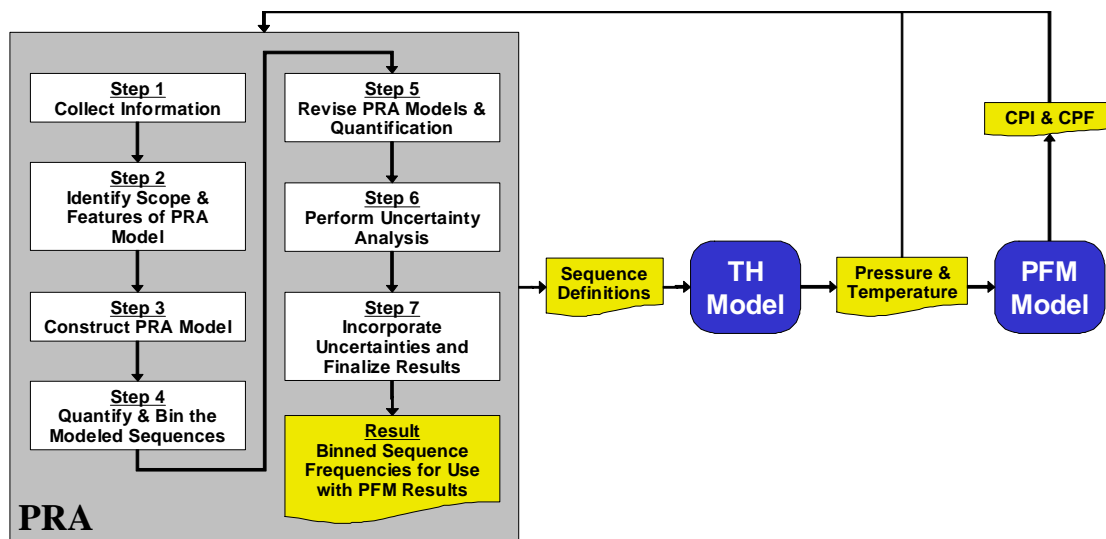 Step 1
Collect Information
Step 2
Identify Scope &
Features of PRA
Model
Step 3
Construct PRA Model
Step 4
Quantify & Bin the
Modeled Sequences
Step 5
Revise PRA Models &
Quantification
Step 6
Perform Uncertainty
Analysis
Step 7
Incorporate
Uncertainties and
Finalize Results
Result
Binned Sequence
Frequencies for Use
with PFM Results
PRA
Sequence
Definitions
TH
Model
Pressure &
Temperature
PFM
Model
CPI & CPF